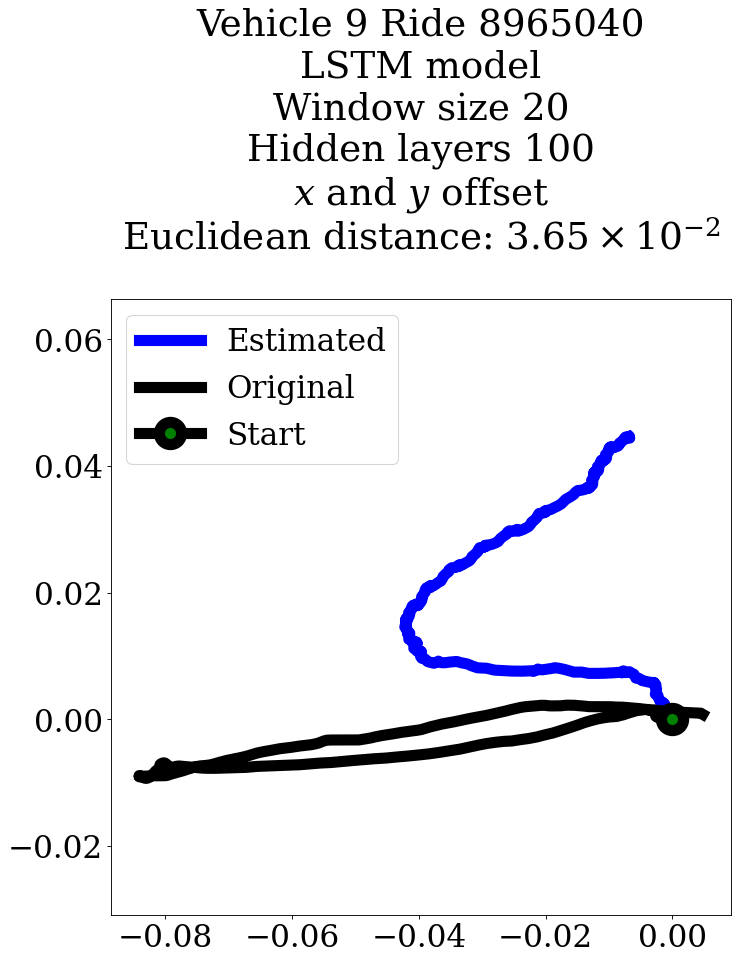 Vehicle 9 Ride 8965040
LSTM model
Window size 20
Hidden layers 100
x and y offset
Euclidean distance: 3.65 × 10⁻²
Estimated
Original
Start
0.06
0.04
0.02
0.00
−0.02
−0.08 −0.06 −0.04 −0.02 0.00